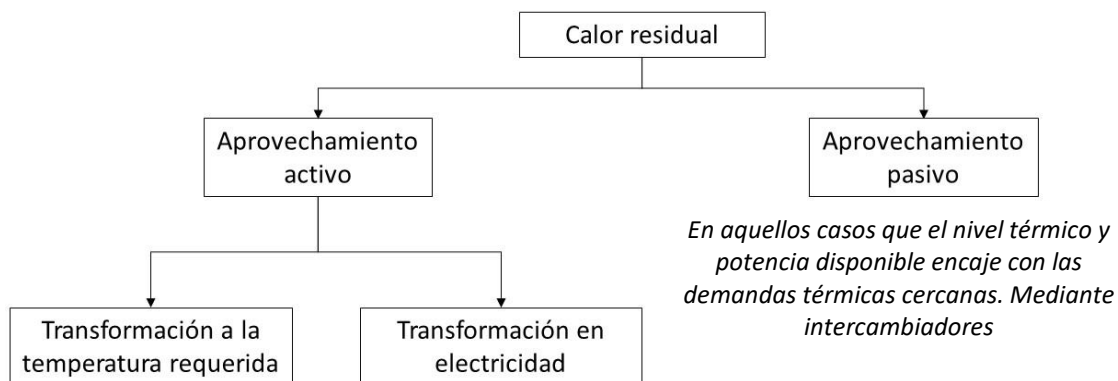 Calor residual
Aprovechamiento
activo
Aprovechamiento
pasivo
En aquellos casos que el nivel térmico y
potencia disponible encaje con las
demandas térmicas cercanas. Mediante
intercambiadores
Transformación a la
temperatura requerida
Transformación en
electricidad